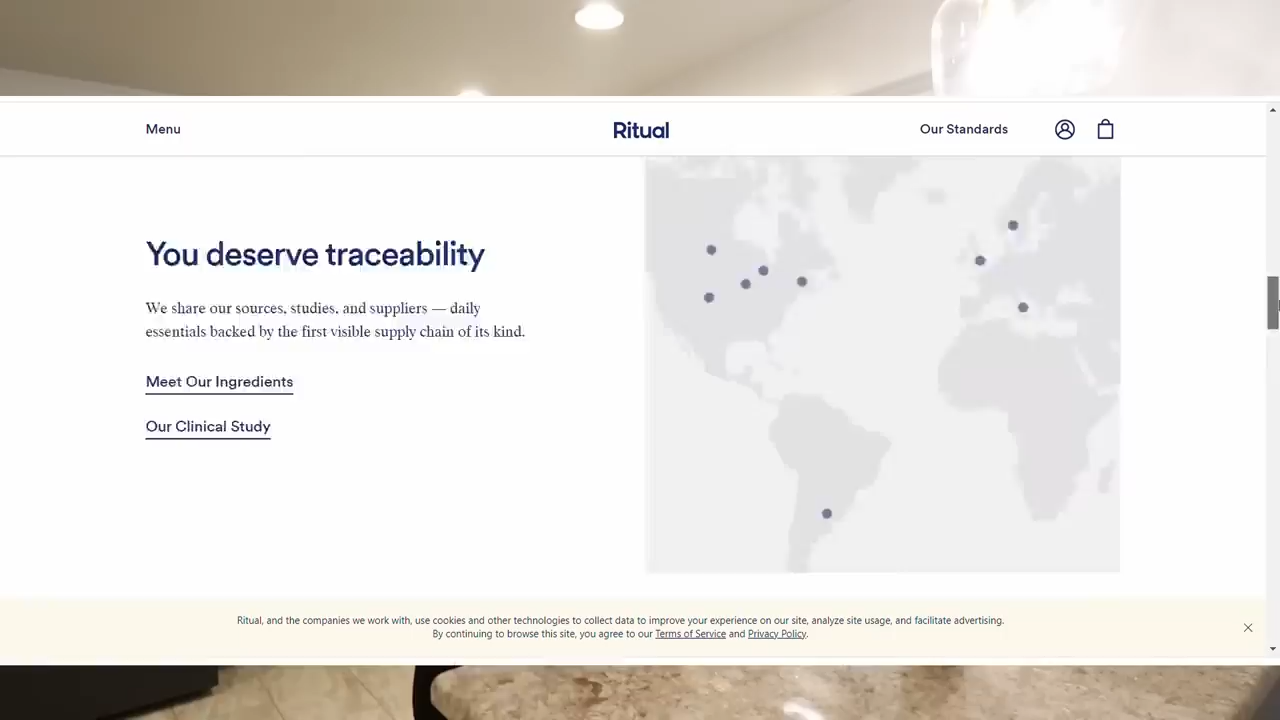 Menu
Ritual
Our Standards
You deserve traceability
We share our sources, studies, and suppliers — daily
essentials backed by the first visible supply chain of its kind.
Meet Our Ingredients
Our Clinical Study
Ritual, and the companies we work with, use cookies and other technologies to collect data to improve your experience on our site, analyze site usage, and facilitate advertising.
By continuing to browse this site, you agree to our Terms of Service and Privacy Policy.